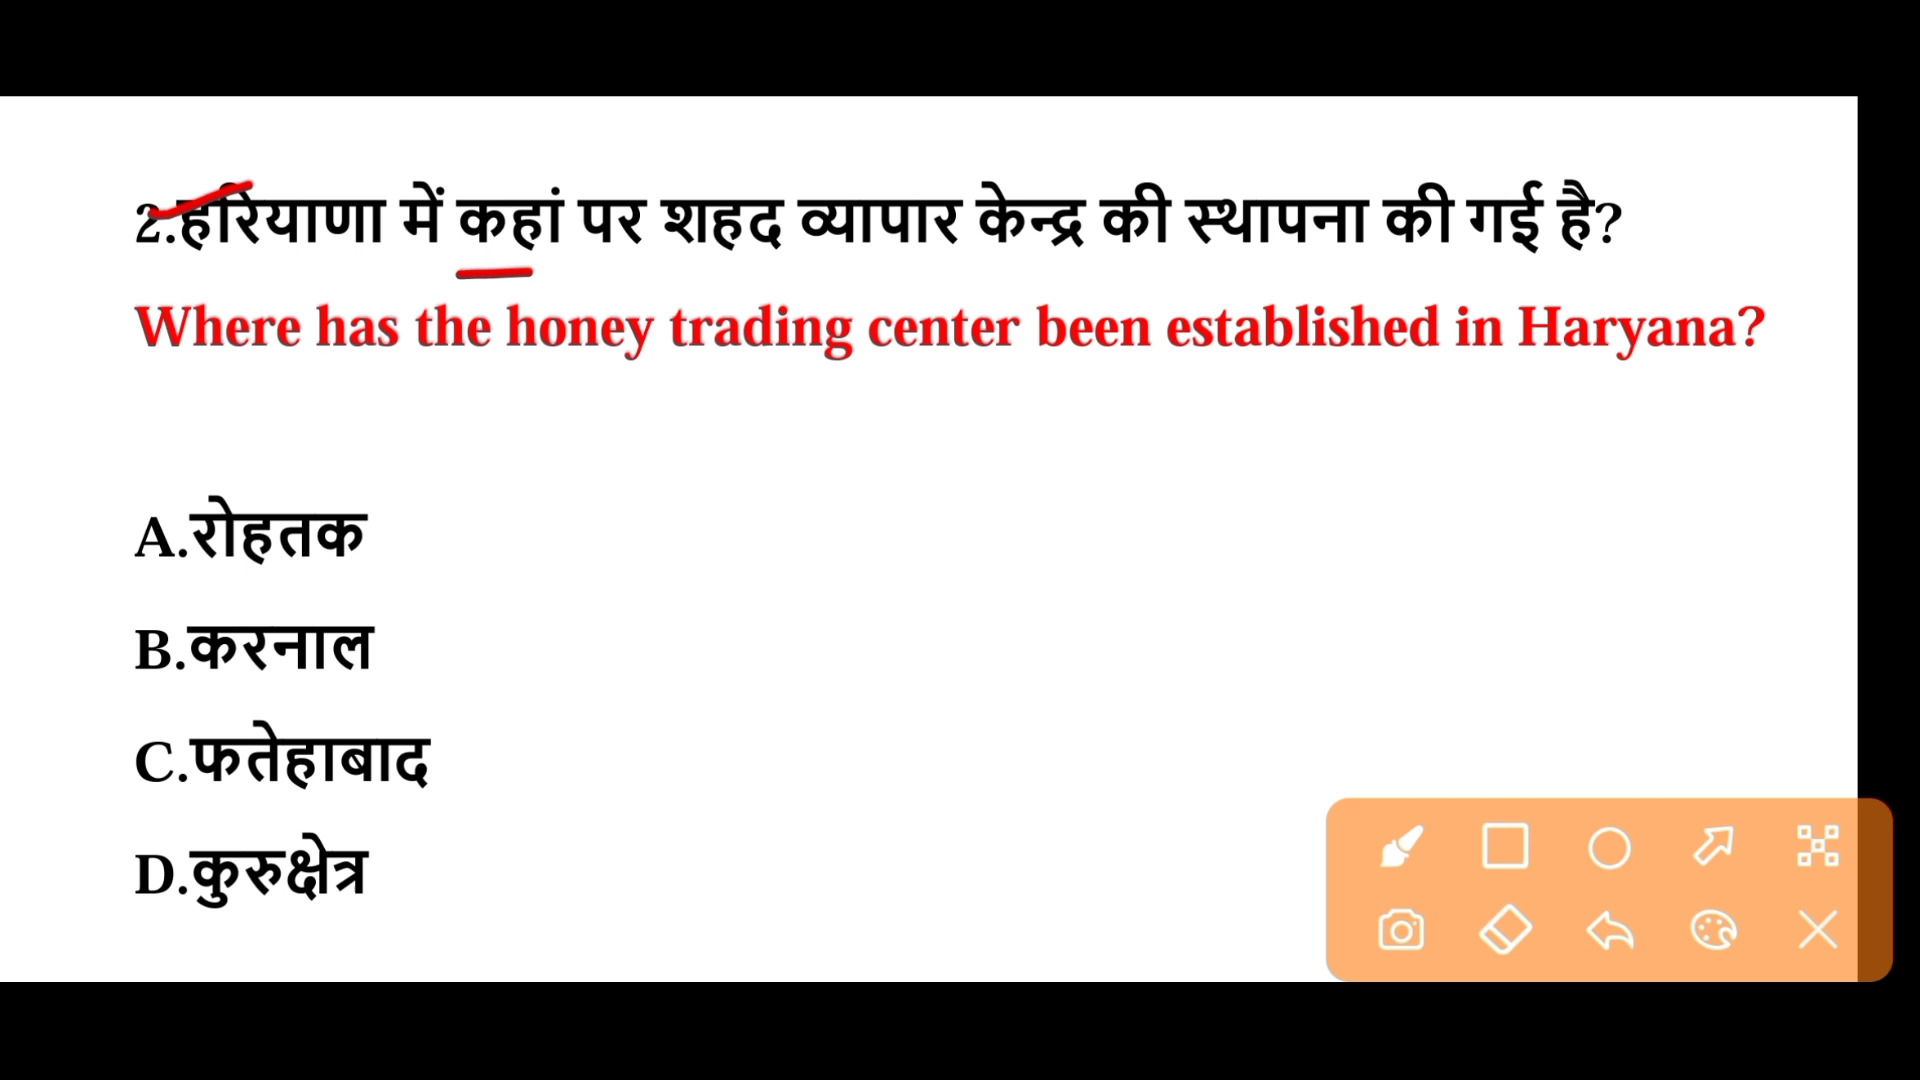 2.हरियाणा में कहां पर शहद व्यापार केन्द्र की स्थापना की गई है?
Where has the honey trading center been established in Haryana?
A.रोहतक
B.करनाल
C.फतेहाबाद
D.कुरुक्षेत्र